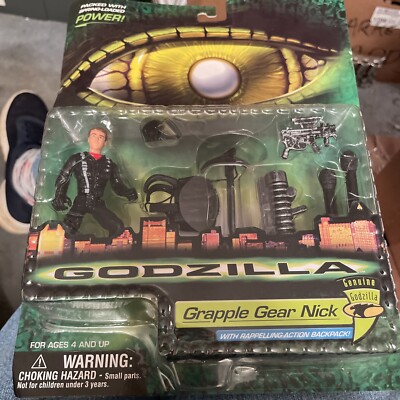 PACKED WITH
SPRING-LOADED
POWER!
GODZILLA
Genuine
Godzilla
Grapple Gear Nick
WITH RAPPELLING-ACTION BACKPACK!
FOR AGES 4 AND UP
WARNING:
CHOKING HAZARD - Small parts.
Not for children under 3 years.